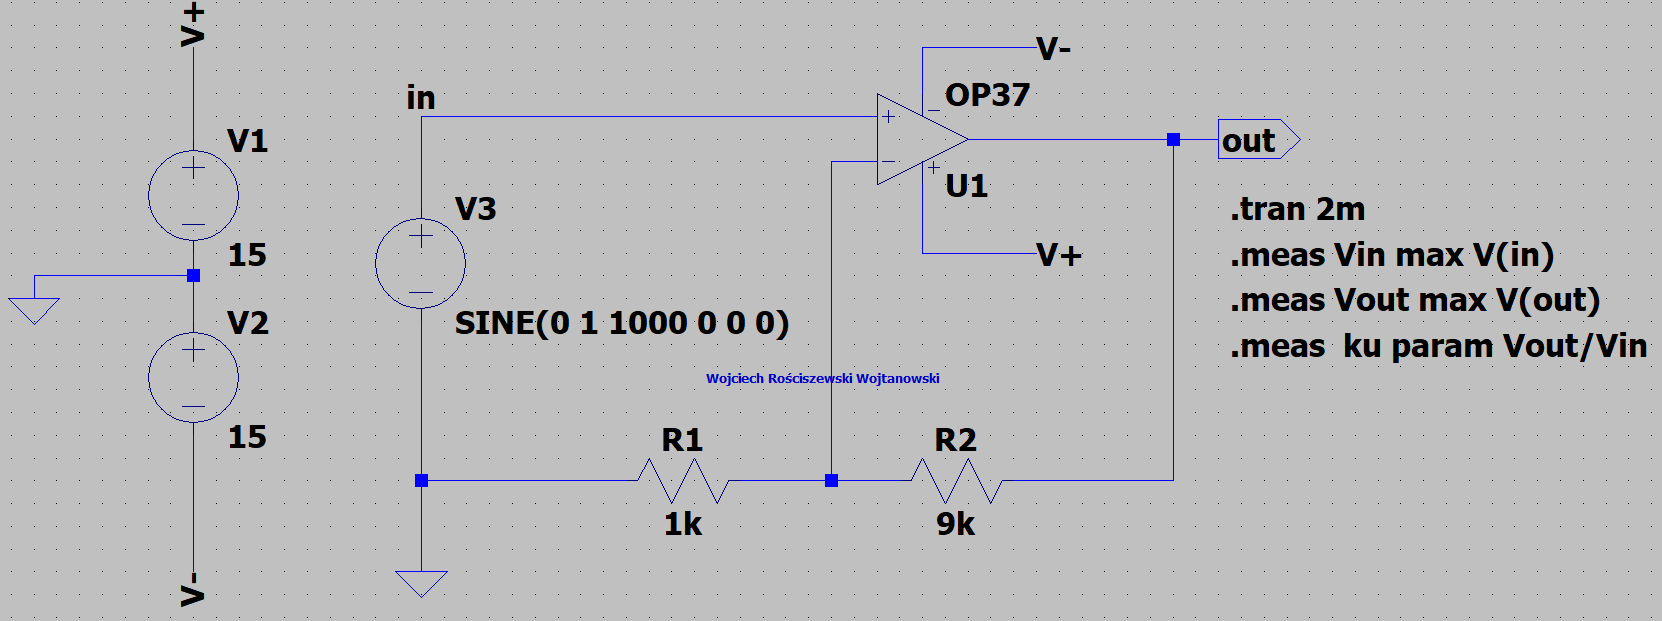 V+
V1
15
V2
15
V-
in
V3
SINE(0 1 1000 0 0 0)
V-
OP37
U1
V+
out
.tran 2m
.meas Vin max V(in)
.meas Vout max V(out)
.meas  ku param Vout/Vin
Wojciech Rościszewski Wojtanowski
R1
1k
R2
9k